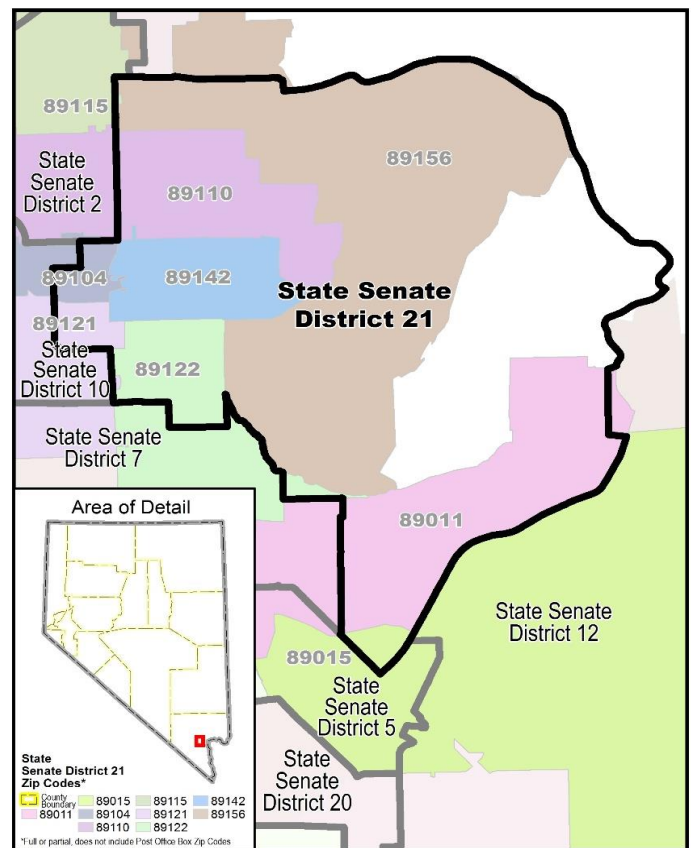 89115
State
Senate
District 2
89156
89110
89104
89142
State Senate
District 21
89121
State
Senate
District 10
89122
State Senate
District 7
89011
State Senate
District 12
89015
State
Senate
District 5
State
Senate
District 20
Area of Detail
State
Senate District 21
Zip Codes*
County
Boundary
89015
89115
89142
89011
89104
89121
89156
89110
89122
*Full or partial, does not include Post Office Box Zip Codes